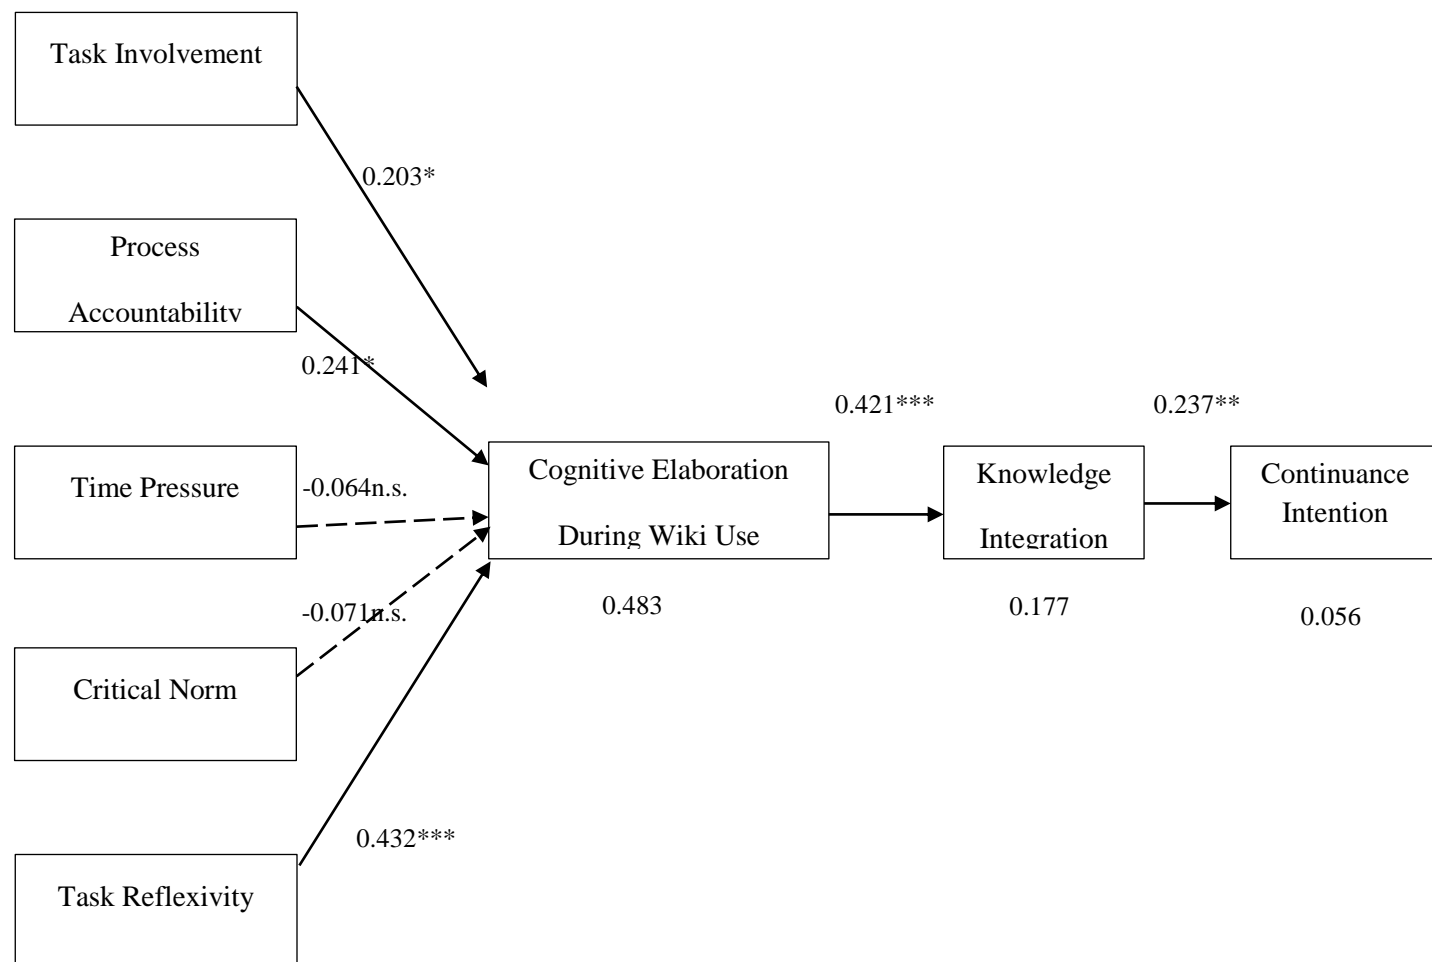 Task Involvement
0.203*
Process
Accountability
0.241*
Time Pressure
-0.064n.s.
Critical Norm
-0.071n.s.
Task Reflexivity
0.432***
Cognitive Elaboration
During Wiki Use
0.483
0.421***
Knowledge
Integration
0.177
0.237**
Continuance
Intention
0.056